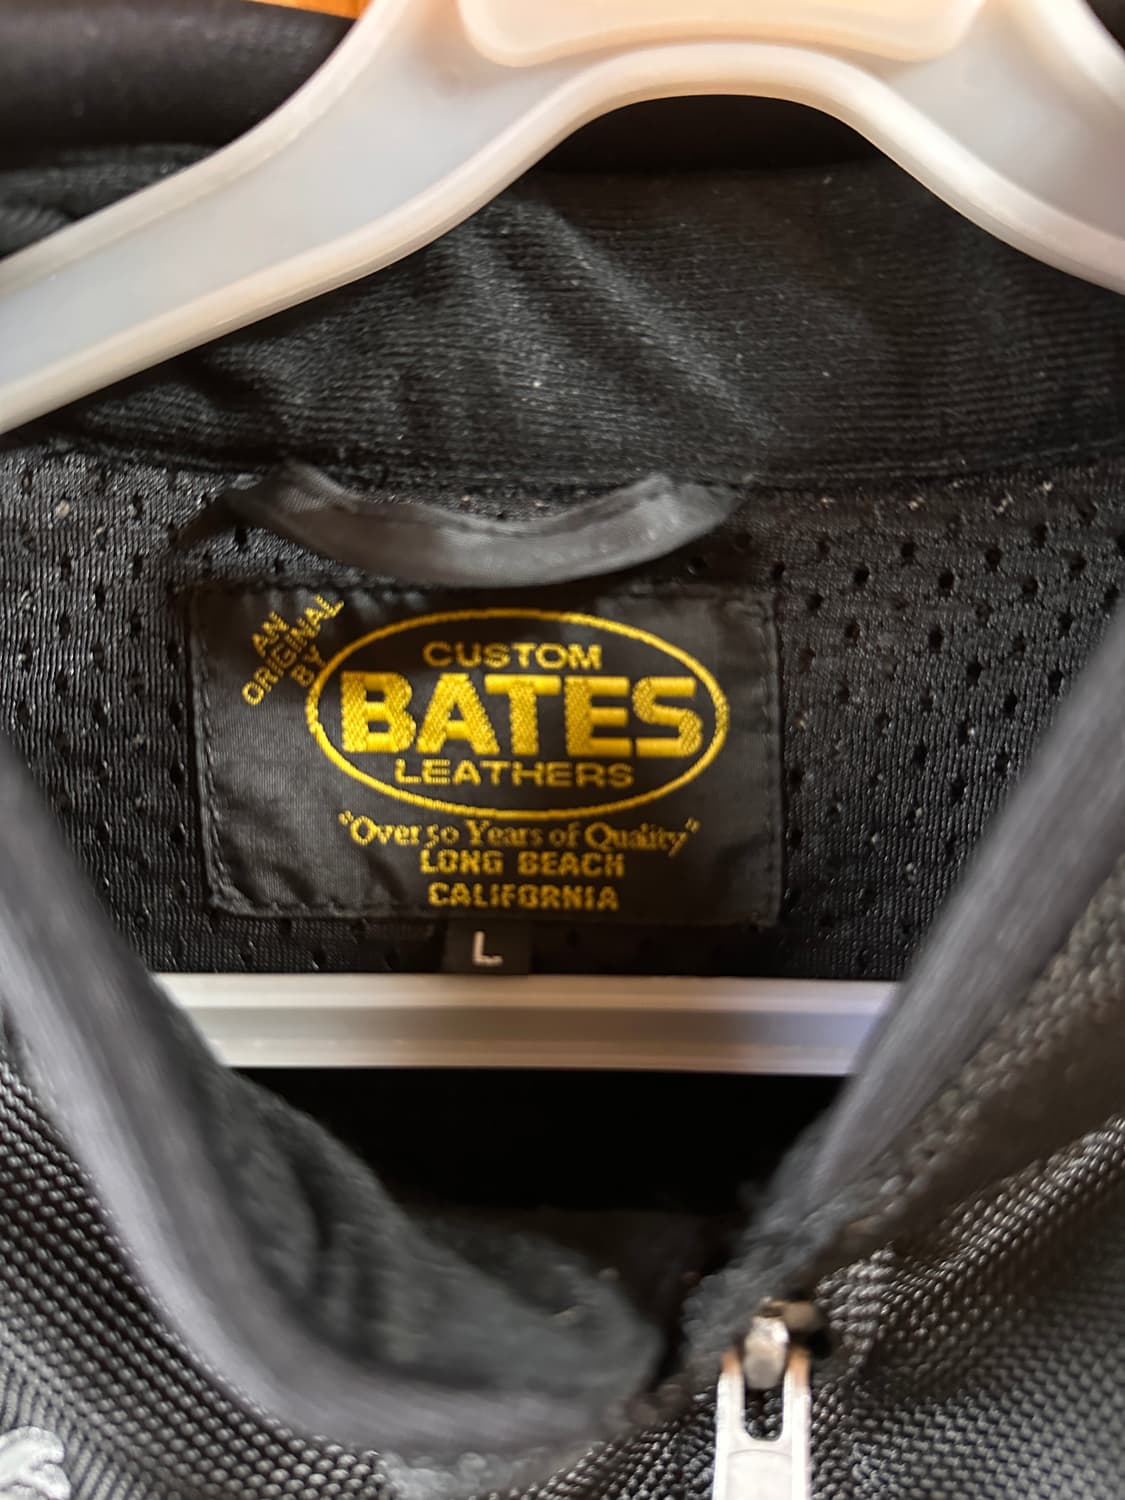 AN
ORIGINAL
BY
CUSTOM
BATES
LEATHERS
"Over 50 Years of Quality"
LONG BEACH
CALIFORNIA
L